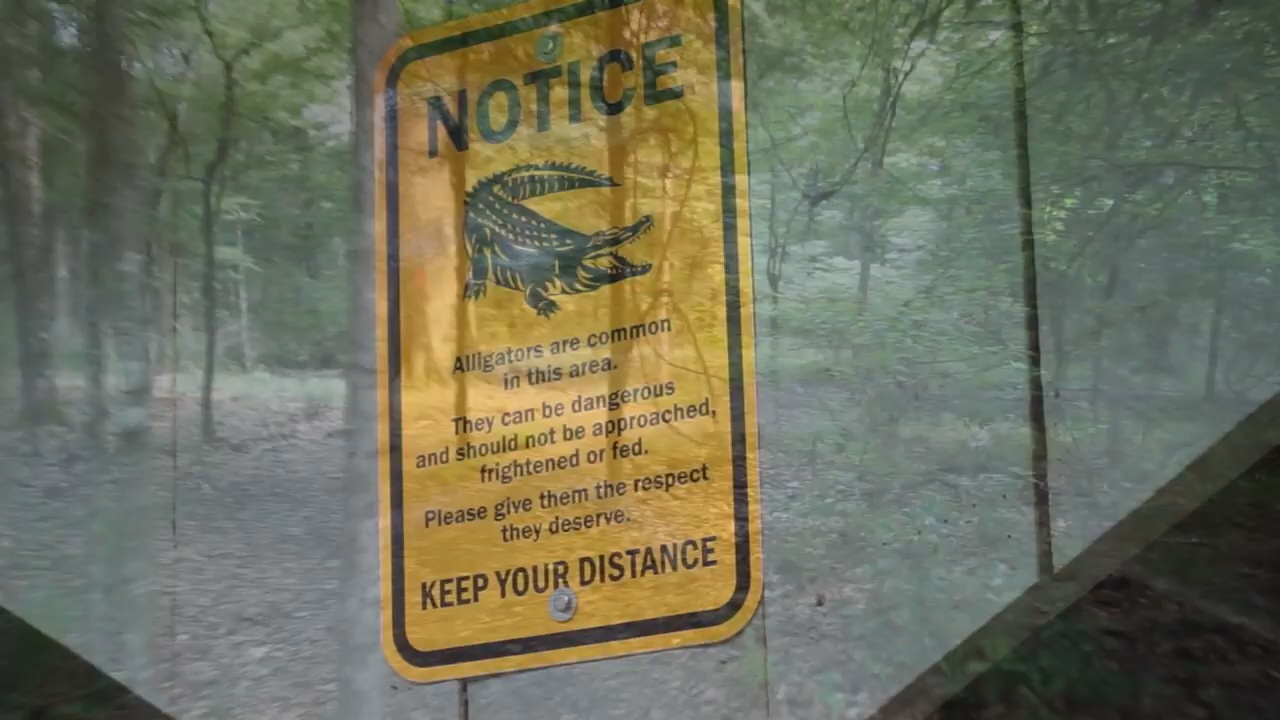 NOTICE
Alligators are common
in this area.
They can be dangerous
and should not be approached,
frightened or fed.
Please give them the respect
they deserve.
KEEP YOUR DISTANCE